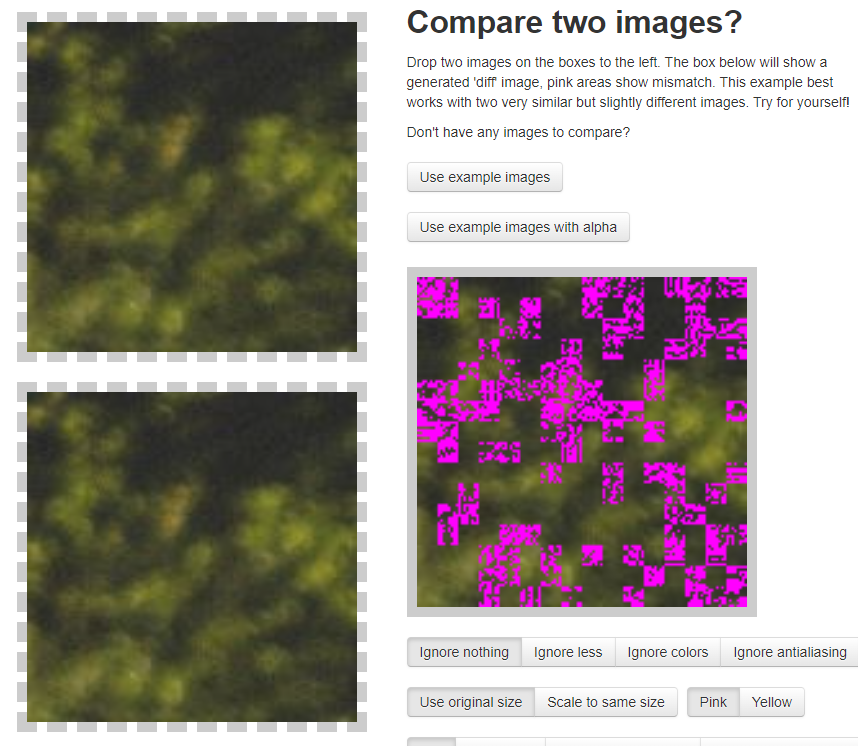 Compare two images?
Drop two images on the boxes to the left. The box below will show a
generated 'diff' image, pink areas show mismatch. This example best
works with two very similar but slightly different images. Try for yourself!
Don't have any images to compare?
Use example images
Use example images with alpha
Ignore nothing Ignore less Ignore colors Ignore antialiasing
Use original size Scale to same size Pink Yellow